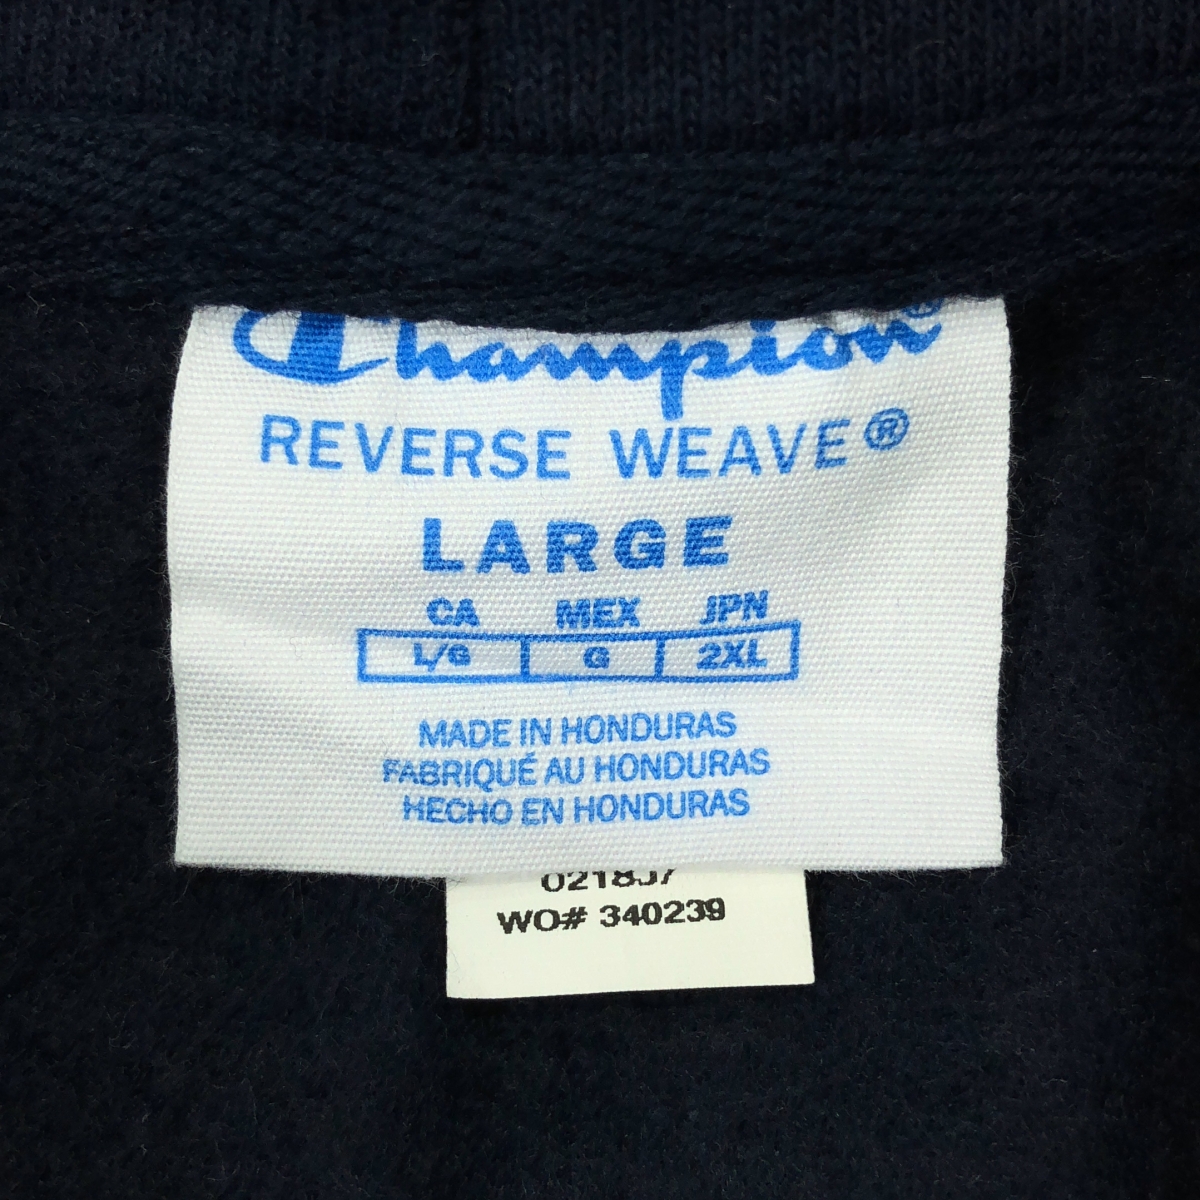 Champion®
REVERSE WEAVE®
LARGE
CA MEX JPN
L/G G 2XL
MADE IN HONDURAS
FABRIQUÉ AU HONDURAS
HECHO EN HONDURAS
WO# 340239